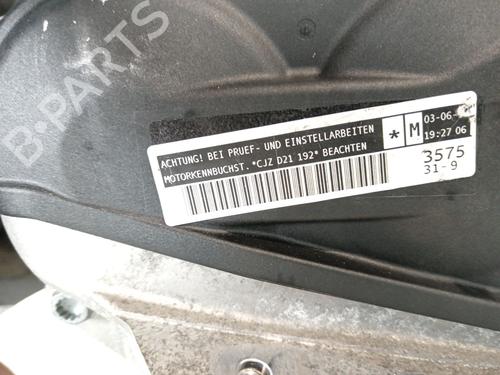 B-PARTS
ACHTUNG! BEI PRUEF- UND EINSTELLARBEITEN
MOTORKENNBUCHST. *CJZ D21 192* BEACHTEN
* M
03-06-
19:27 06
3575
31-9